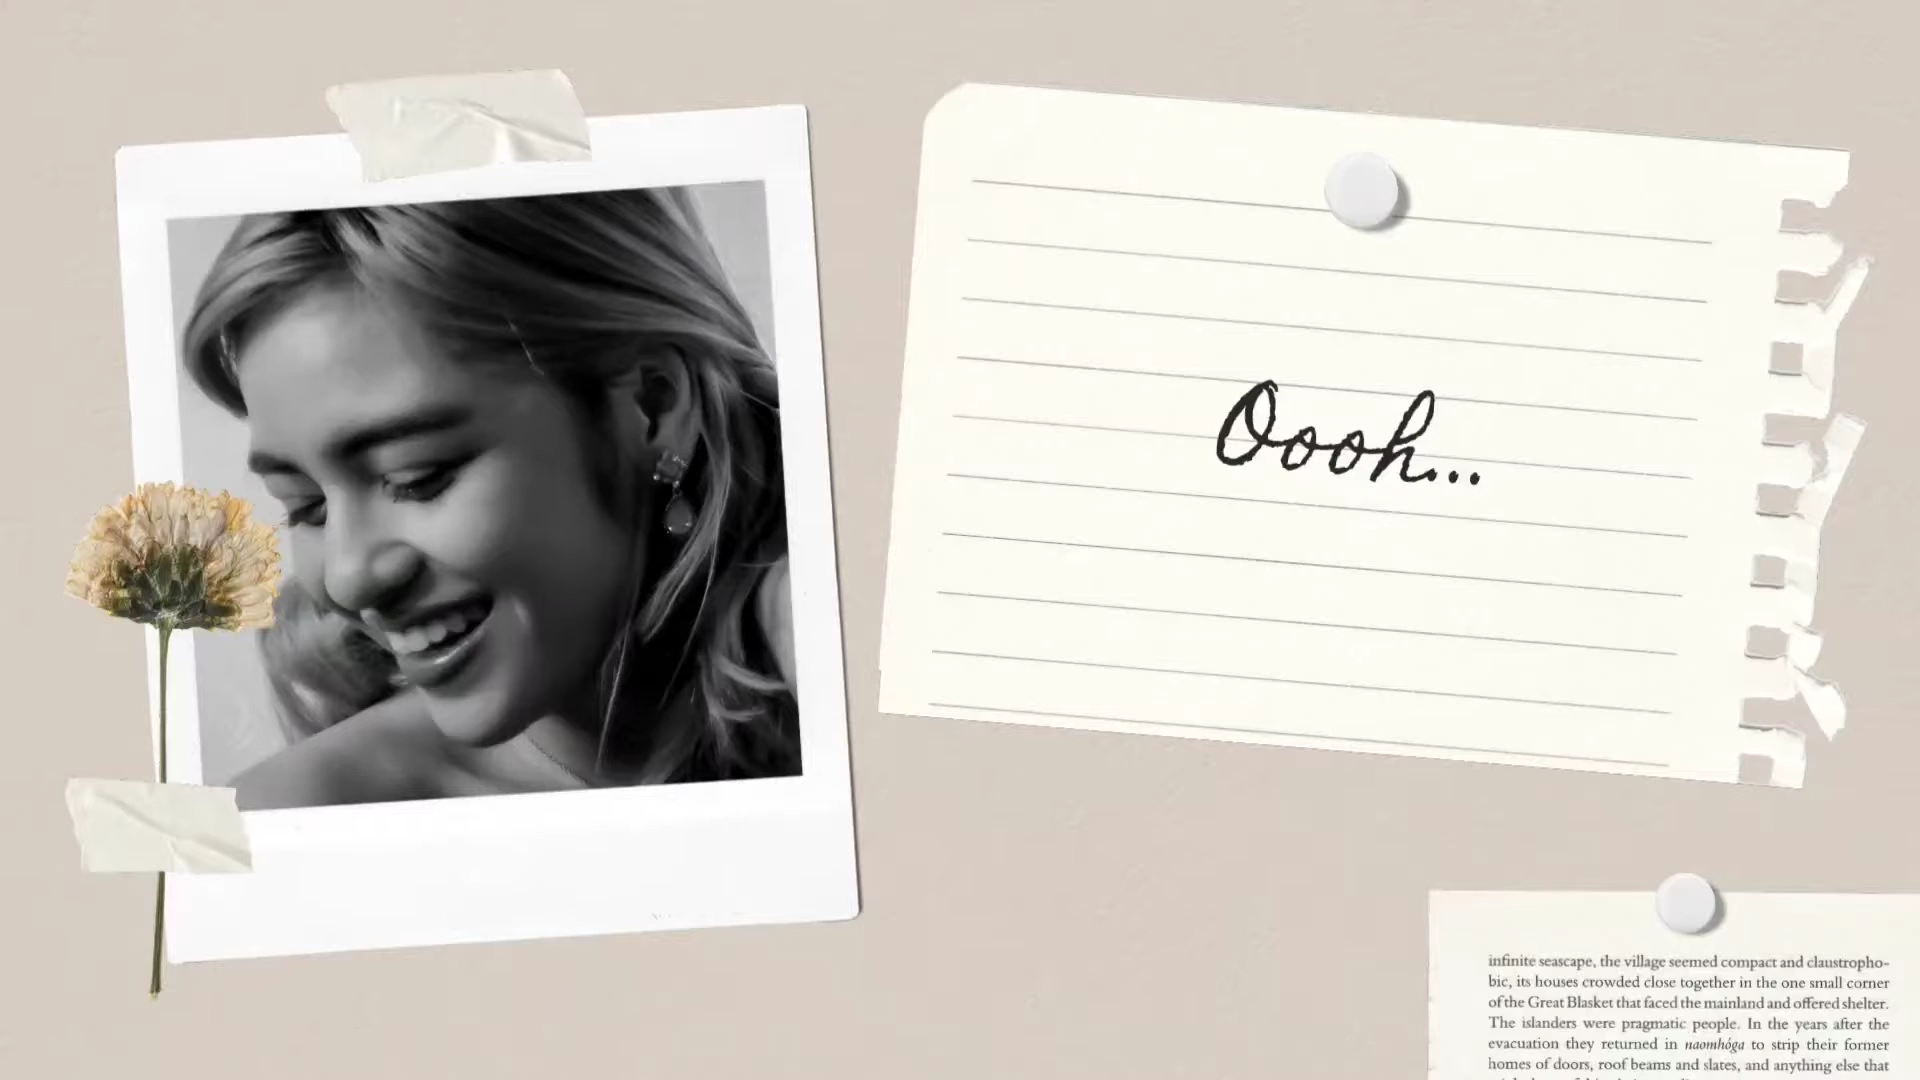 Oooh...
infinite seascape, the village seemed compact and claustropho-
bic, its houses crowded close together in the one small corner
of the Great Blasket that faced the mainland and offered shelter.
The islanders were pragmatic people. In the years after the
evacuation they returned in naomhóga to strip their former
homes of doors, roof beams and slates, and anything else that